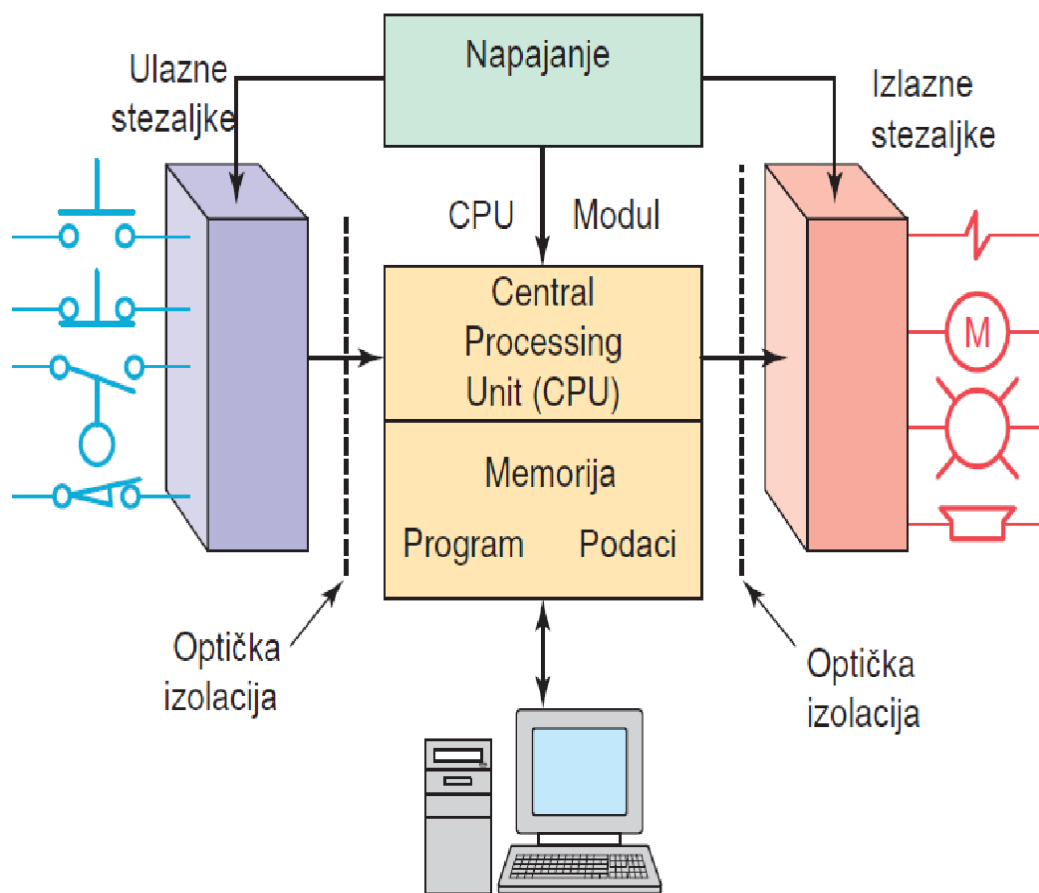 Napajanje
Ulazne
stezaljke
Izlazne
stezaljke
CPU Modul
Central
Processing
Unit (CPU)
Memorija
Program Podaci
M
Optička
izolacija
Optička
izolacija